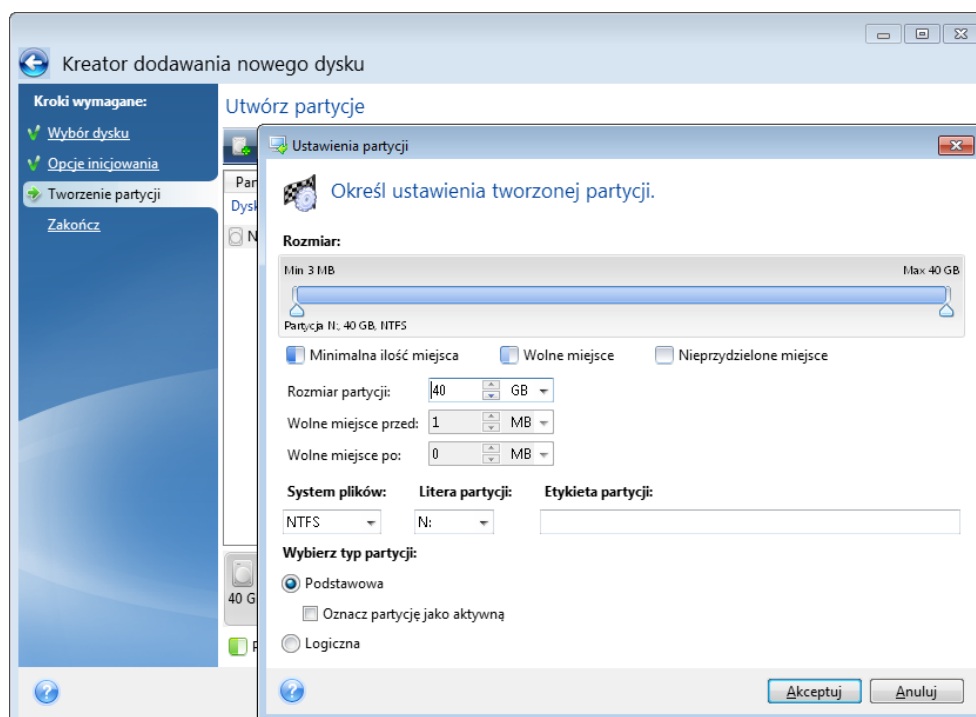 Kreator dodawania nowego dysku
Kroki wymagane:
Wybór dysku
Opcje inicjowania
Tworzenie partycji
Zakończ
Utwórz partycje
Ustawienia partycji
Określ ustawienia tworzonej partycji.
Rozmiar:
Min 3 MB Max 40 GB
Partycja N:, 40 GB, NTFS
Minimalna ilość miejsca Wolne miejsce Nieprzydzielone miejsce
Rozmiar partycji: 40 GB
Wolne miejsce przed: 1 MB
Wolne miejsce po: 0 MB
System plików: Litera partycji: Etykieta partycji:
NTFS N:
Wybierz typ partycji:
Podstawowa
Oznacz partycję jako aktywną
Logiczna
40 G
Akceptuj Anuluj